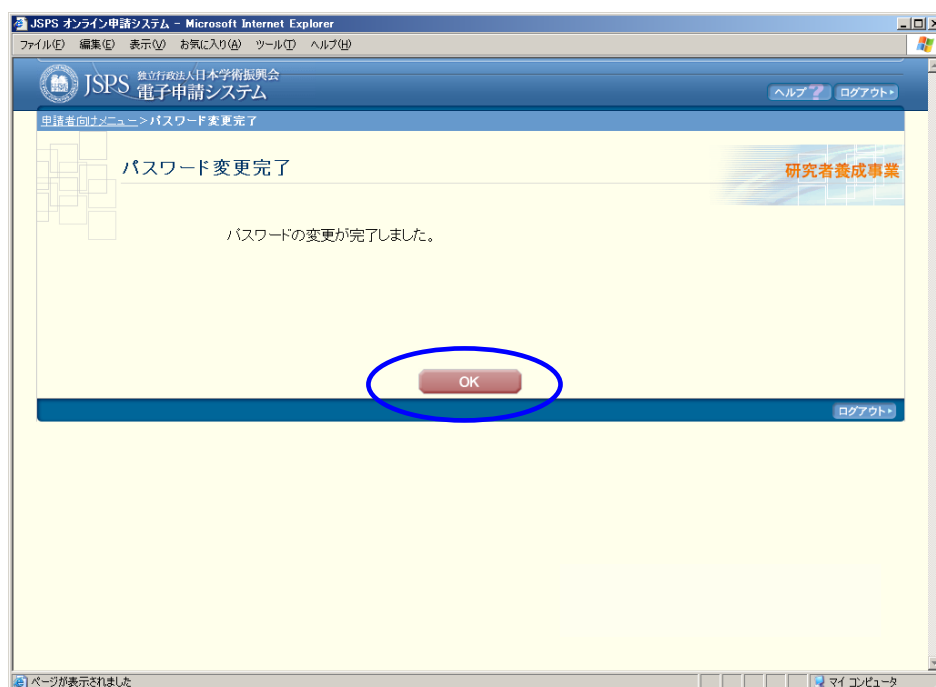 JSPS オンライン申請システム - Microsoft Internet Explorer
ファイル(F) 編集(E) 表示(V) お気に入り(A) ツール(T) ヘルプ(H)
JSPS 独立行政法人日本学術振興会
電子申請システム
ヘルプ ? ログアウト
申請者向けメニュー>パスワード変更完了
パスワード変更完了
研究者養成事業
パスワードの変更が完了しました。
OK
ログアウト
ページが表示されました マイ コンピュータ